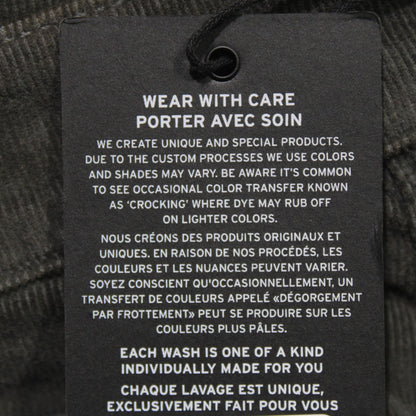 WEAR WITH CARE
PORTER AVEC SOIN
WE CREATE UNIQUE AND SPECIAL PRODUCTS.
DUE TO THE CUSTOM PROCESSES WE USE COLORS
AND SHADES MAY VARY. BE AWARE IT'S COMMON
TO SEE OCCASIONAL COLOR TRANSFER KNOWN
AS ‘CROCKING’ WHERE DYE MAY RUB OFF
ON LIGHTER COLORS.
NOUS CRÉONS DES PRODUITS ORIGINAUX ET
UNIQUES. EN RAISON DE NOS PROCÉDÉS, LES
COULEURS ET LES NUANCES PEUVENT VARIER.
SOYEZ CONSCIENT QU'OCCASIONNELLEMENT, UN
TRANSFERT DE COULEURS APPELÉ «DÉGORGEMENT
PAR FROTTEMENT» PEUT SE PRODUIRE SUR LES
COULEURS PLUS PÂLES.
EACH WASH IS ONE OF A KIND
INDIVIDUALLY MADE FOR YOU
CHAQUE LAVAGE EST UNIQUE,
EXCLUSIVEMENT FAIT POUR VOUS